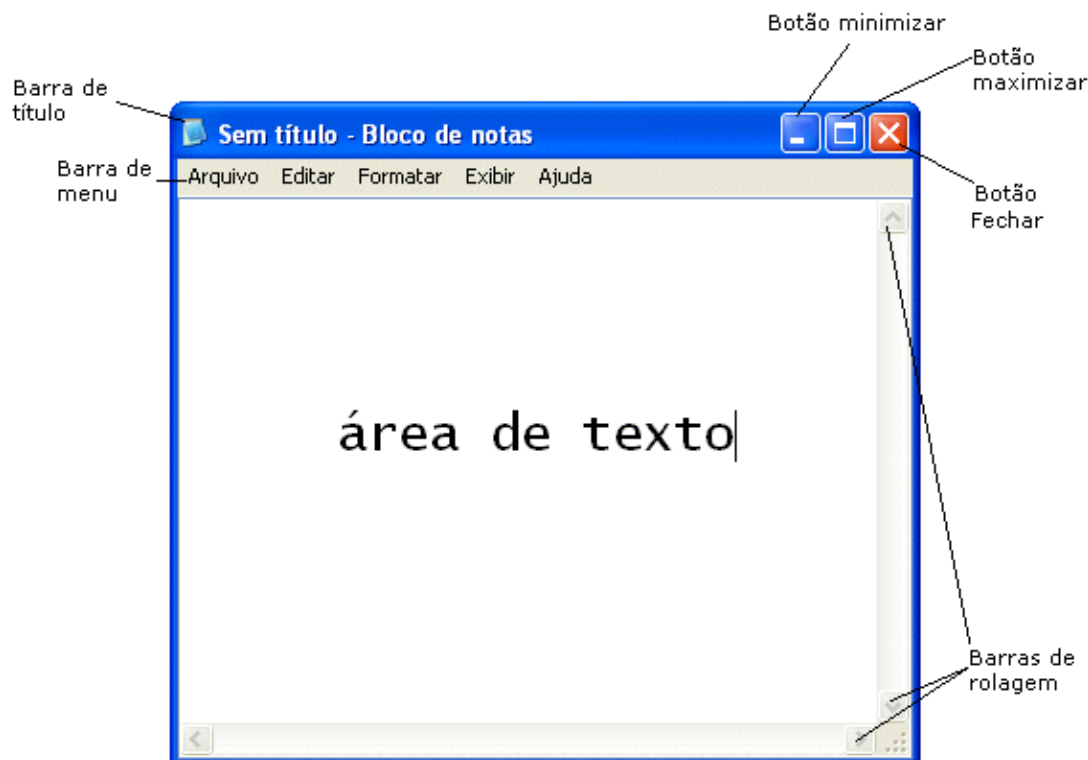 Botão minimizar
Botão
maximizar
Barra de
título
Sem título - Bloco de notas
Barra de
menu
Arquivo Editar Formatar Exibir Ajuda
Botão
Fechar
área de texto
Barras de
rolagem